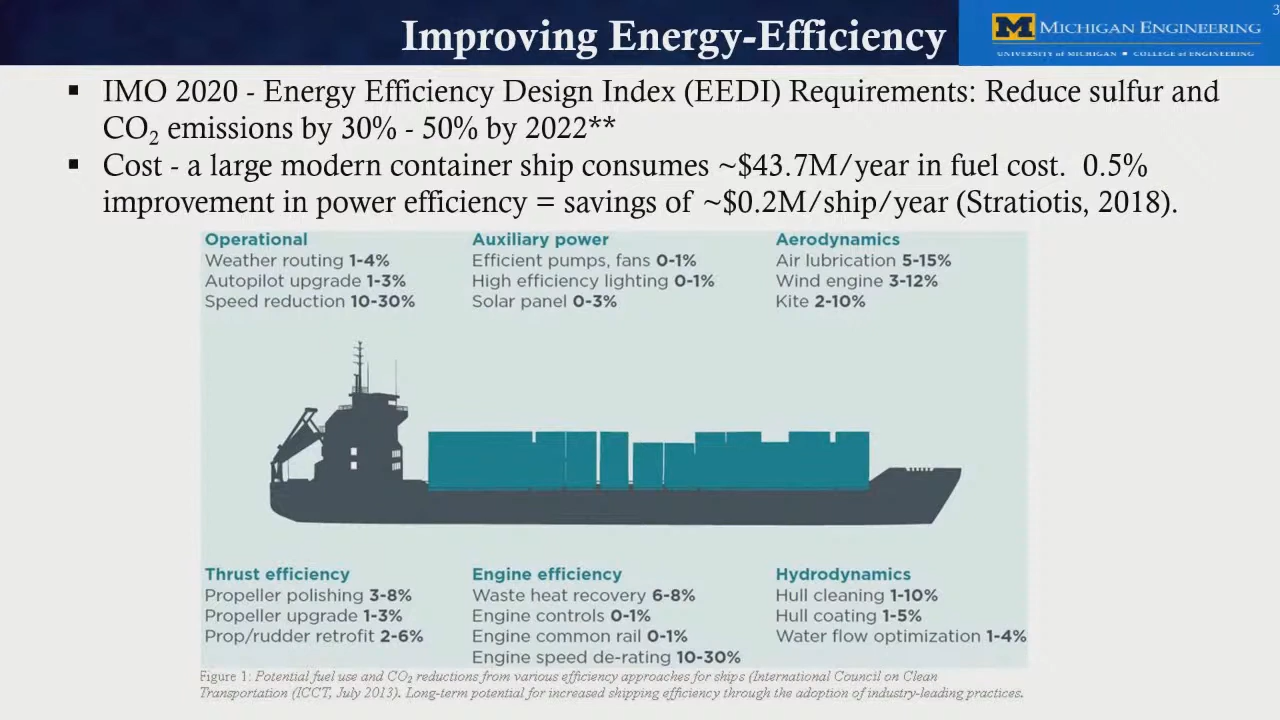 3
Improving Energy-Efficiency
M MICHIGAN ENGINEERING
UNIVERSITY of MICHIGAN ■ COLLEGE of ENGINEERING
▪ IMO 2020 - Energy Efficiency Design Index (EEDI) Requirements: Reduce sulfur and
CO₂ emissions by 30% - 50% by 2022**
▪ Cost - a large modern container ship consumes ~$43.7M/year in fuel cost. 0.5%
improvement in power efficiency = savings of ~$0.2M/ship/year (Stratiotis, 2018).
Operational
Weather routing 1-4%
Autopilot upgrade 1-3%
Speed reduction 10-30%
Auxiliary power
Efficient pumps, fans 0-1%
High efficiency lighting 0-1%
Solar panel 0-3%
Aerodynamics
Air lubrication 5-15%
Wind engine 3-12%
Kite 2-10%
Thrust efficiency
Propeller polishing 3-8%
Propeller upgrade 1-3%
Prop/rudder retrofit 2-6%
Engine efficiency
Waste heat recovery 6-8%
Engine controls 0-1%
Engine common rail 0-1%
Engine speed de-rating 10-30%
Hydrodynamics
Hull cleaning 1-10%
Hull coating 1-5%
Water flow optimization 1-4%
Figure 1: Potential fuel use and CO₂ reductions from various efficiency approaches for ships (International Council on Clean
Transportation (ICCT, July 2013). Long-term potential for increased shipping efficiency through the adoption of industry-leading practices.